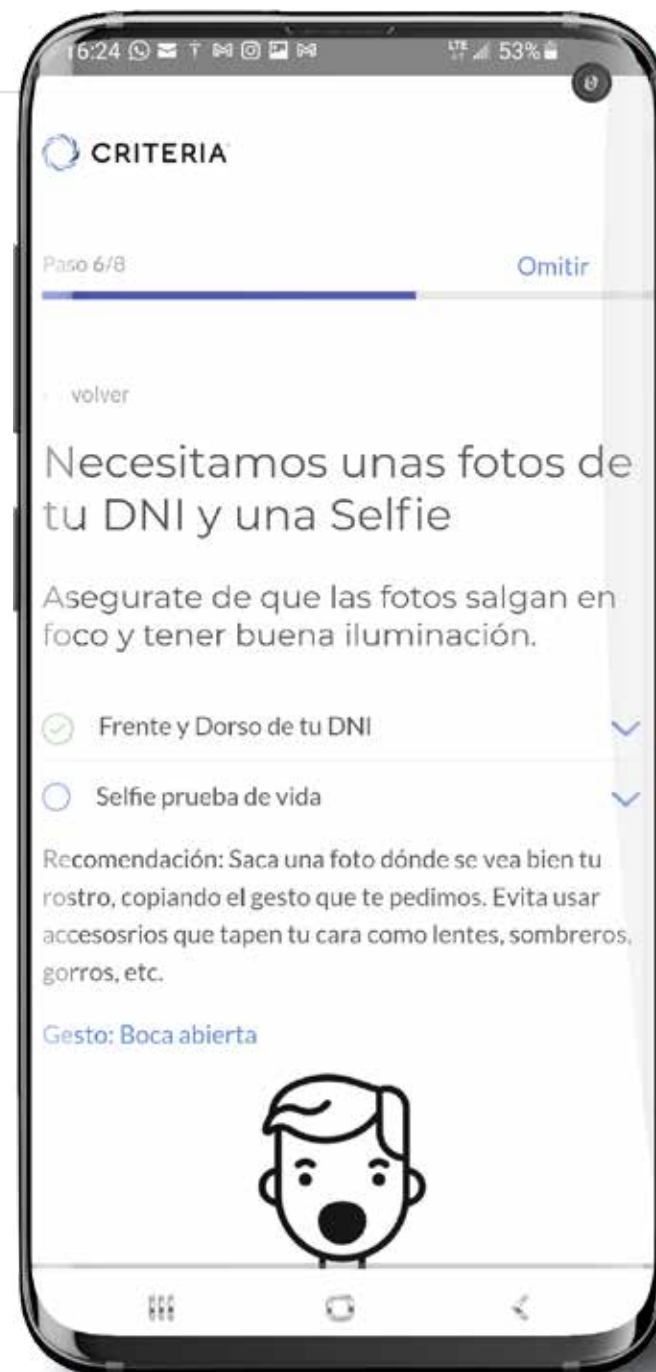 16:24 53%
CRITERIA
Paso 6/8 Omitir
volver
Necesitamos unas fotos de
tu DNI y una Selfie
Asegurate de que las fotos salgan en
foco y tener buena iluminación.
Frente y Dorso de tu DNI
Selfie prueba de vida
Recomendación: Saca una foto dónde se vea bien tu
rostro, copiando el gesto que te pedimos. Evita usar
accesosrios que tapen tu cara como lentes, sombreros,
gorros, etc.
Gesto: Boca abierta